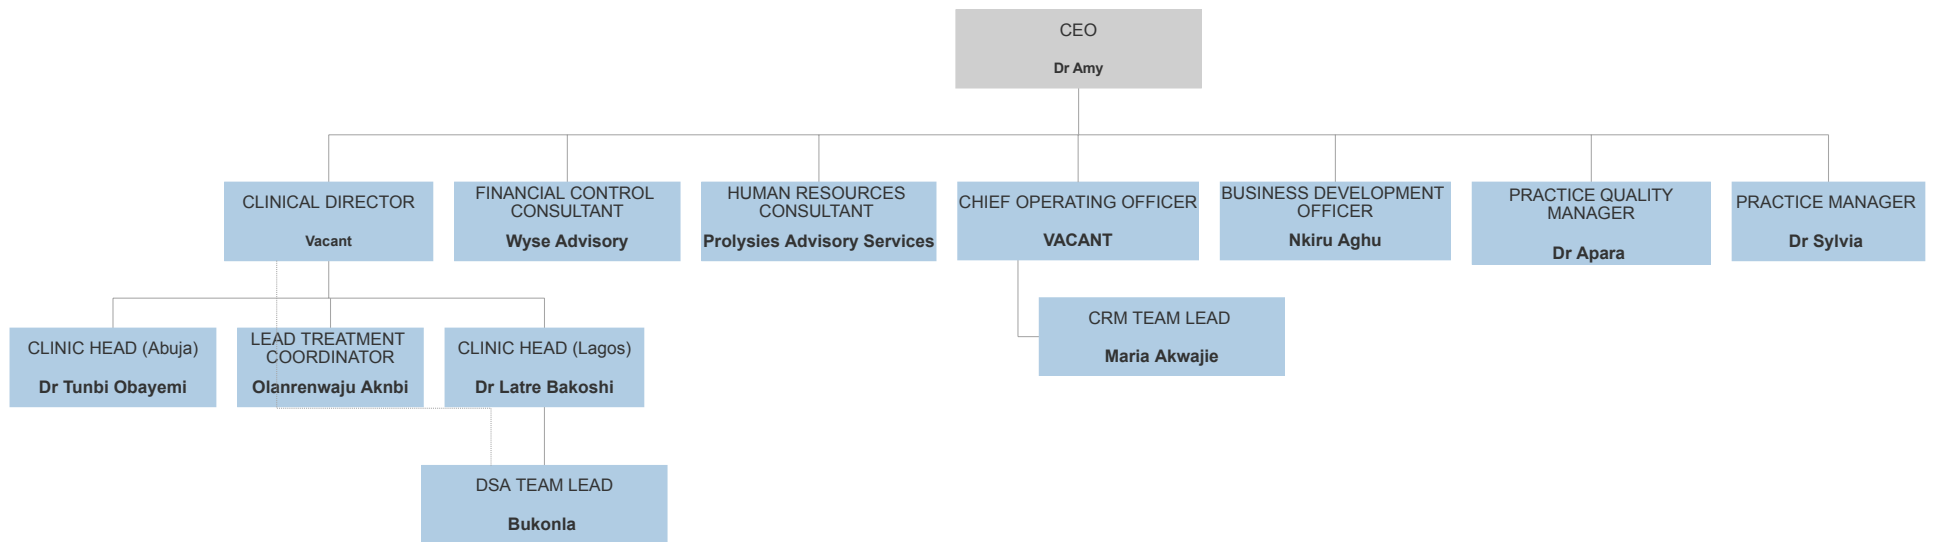 CEO
Dr Amy
CLINICAL DIRECTOR
Vacant
FINANCIAL CONTROL
CONSULTANT
Wyse Advisory
HUMAN RESOURCES
CONSULTANT
Prolysies Advisory Services
CHIEF OPERATING OFFICER
VACANT
BUSINESS DEVELOPMENT
OFFICER
Nkiru Aghu
PRACTICE QUALITY
MANAGER
Dr Apara
PRACTICE MANAGER
Dr Sylvia
CLINIC HEAD (Abuja)
Dr Tunbi Obayemi
LEAD TREATMENT
COORDINATOR
Olanrenwaju Aknbi
CLINIC HEAD (Lagos)
Dr Latre Bakoshi
CRM TEAM LEAD
Maria Akwajie
DSA TEAM LEAD
Bukonla